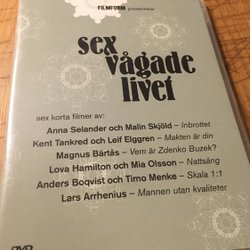 FILMFORM presenterar
sex
vågade
livet
sex korta filmer av:
Anna Selander och Malin Skjöld – Inbrottet
Kent Tankred och Leif Elggren – Makten är din
Magnus Bärtås – Vem är Zdenko Buzek?
Lova Hamilton och Mia Olsson – Nattsång
Anders Boqvist och Timo Menke – Skala 1:1
Lars Arrhenius – Mannen utan kvaliteter
DVD